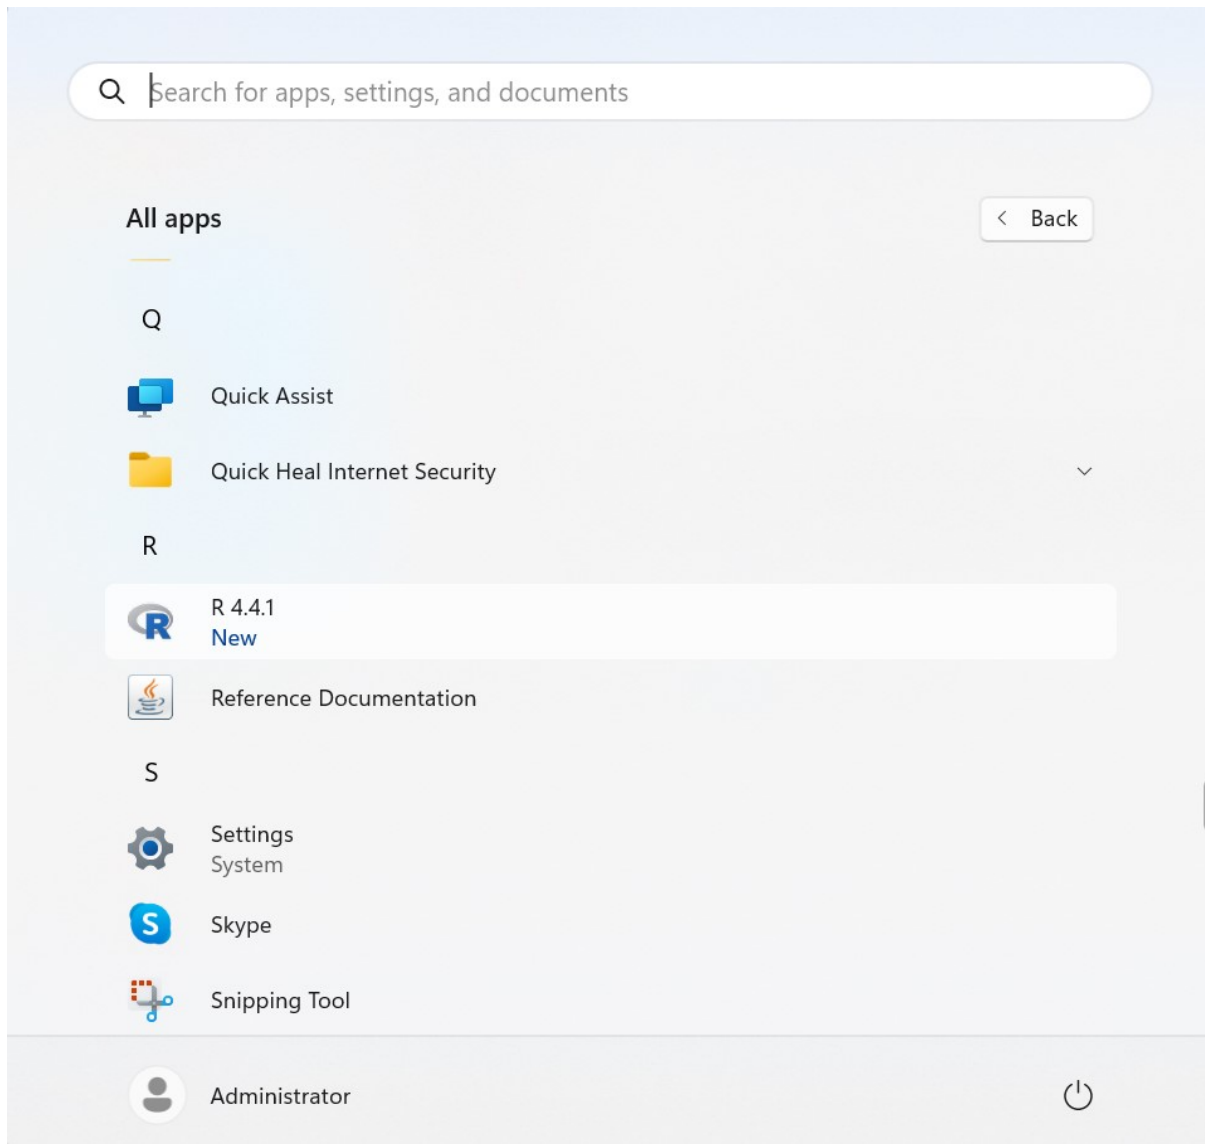 Search for apps, settings, and documents
All apps
Back
Q
Quick Assist
Quick Heal Internet Security
R
R 4.4.1
New
Reference Documentation
S
Settings
System
Skype
Snipping Tool
Administrator